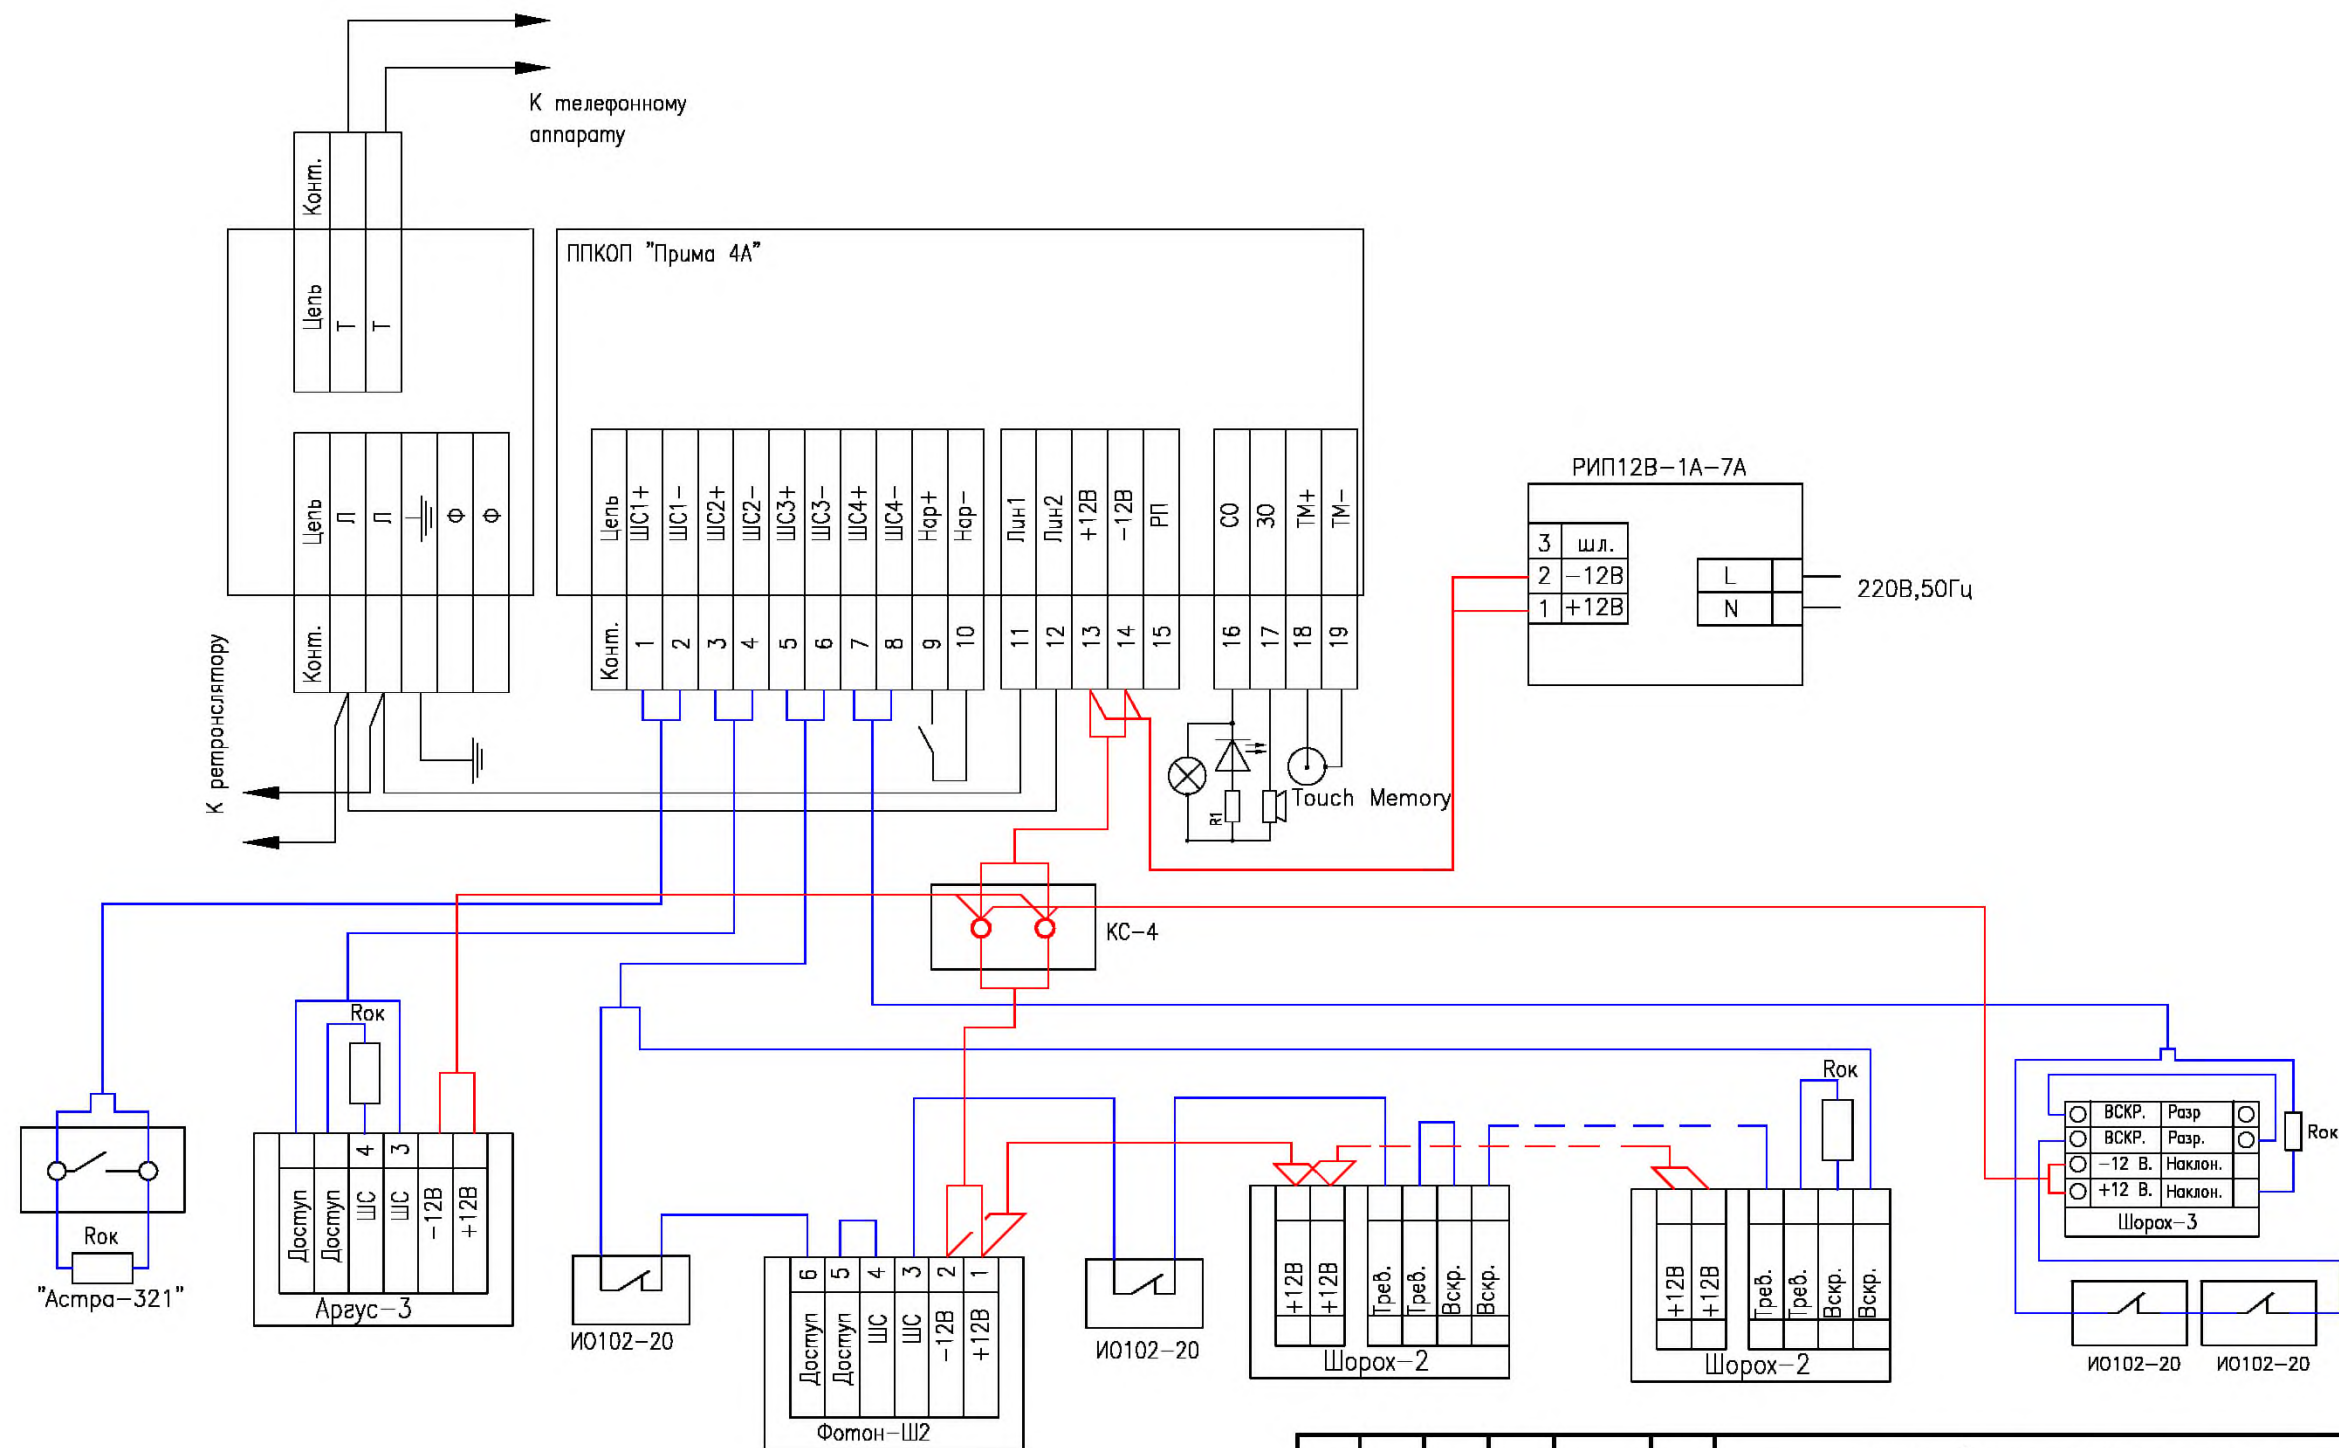 К телефонному
аппарату
Конт.
Цепь
Т
Т
Цепь
Л
Л
Ф
Ф
Конт.
К ретронслятору
ППКОП "Прима 4А"
Цепь
ШС1+
ШС1-
ШС2+
ШС2-
ШС3+
ШС3-
ШС4+
ШС4-
Нар+
Нар-
Лин1
Лин2
+12В
-12В
РП
СО
ЗО
ТМ+
ТМ-
Конт.
1
2
3
4
5
6
7
8
9
10
11
12
13
14
15
16
17
18
19
РИП12В-1А-7А
3 шл.
2 -12В
1 +12В
L
N
220В,50Гц
R1
Touch Memory
КС-4
Rок
"Астра-321"
Rок
4
3
Доступ
Доступ
ШС
ШС
-12В
+12В
Аргус-3
ИО102-20
6
5
4
3
2
1
Доступ
Доступ
ШС
ШС
-12В
+12В
Фотон-Ш2
ИО102-20
+12В
+12В
Трев.
Трев.
Вскр.
Вскр.
Шорох-2
Rок
+12В
+12В
Трев.
Трев.
Вскр.
Вскр.
Шорох-2
ВСКР. Разр
ВСКР. Разр.
-12 В. Наклон.
+12 В. Наклон.
Шорох-3
Rок
ИО102-20
ИО102-20